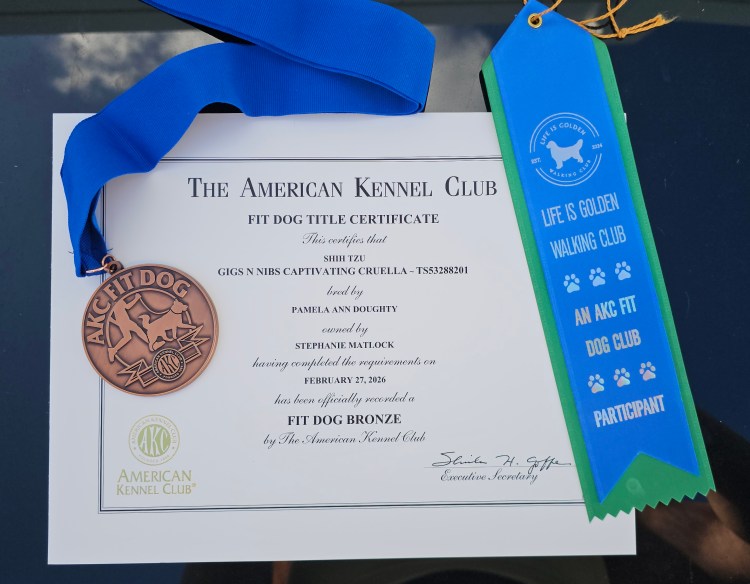 THE AMERICAN KENNEL CLUB
FIT DOG TITLE CERTIFICATE
This certifies that
SHIH TZU
GIGS N NIBS CAPTIVATING CRUELLA – TS53288201
bred by
PAMELA ANN DOUGHTY
owned by
STEPHANIE MATLOCK
having completed the requirements on
FEBRUARY 27, 2026
has been officially recorded a
FIT DOG BRONZE
by The American Kennel Club
AKC
AMERICAN
KENNEL CLUB®
Executive Secretary
AKC FIT DOG
AKC
LIFE IS GOLDEN
EST.
WALKING CLUB
LIFE IS GOLDEN
WALKING CLUB
AN AKC FIT
DOG CLUB
PARTICIPANT